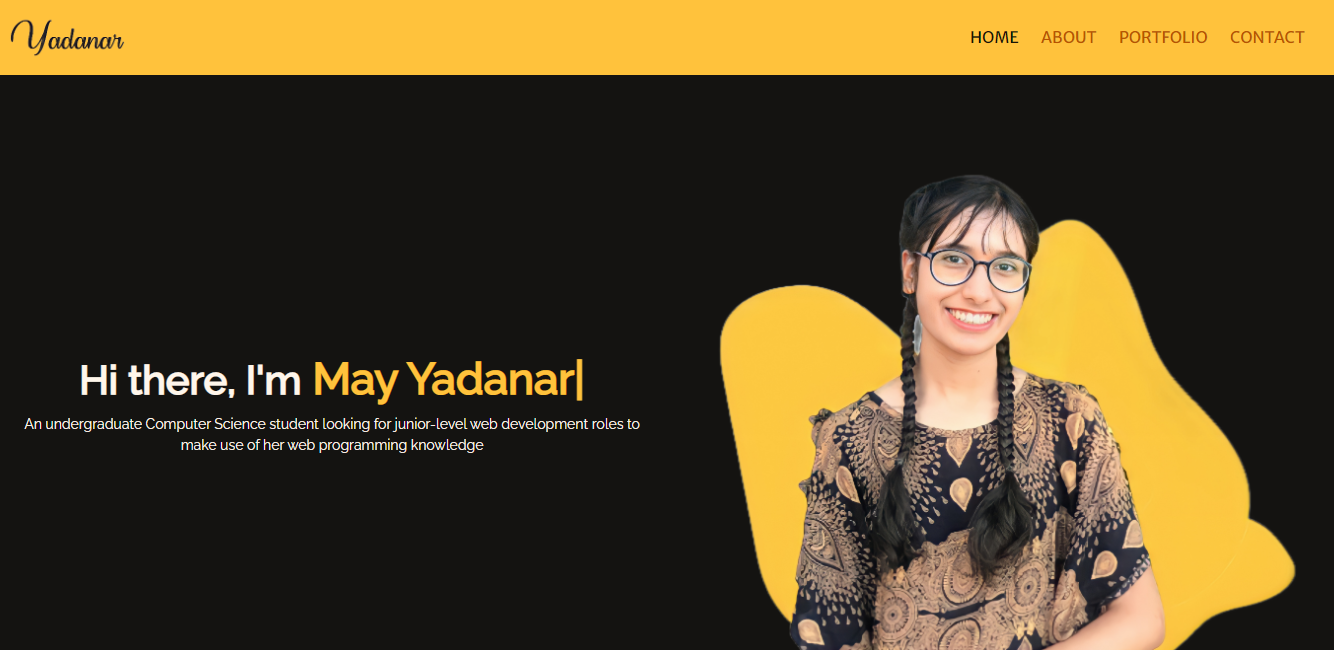 Yadanar
HOME ABOUT PORTFOLIO CONTACT
Hi there, I'm May Yadanar|
An undergraduate Computer Science student looking for junior-level web development roles to
make use of her web programming knowledge